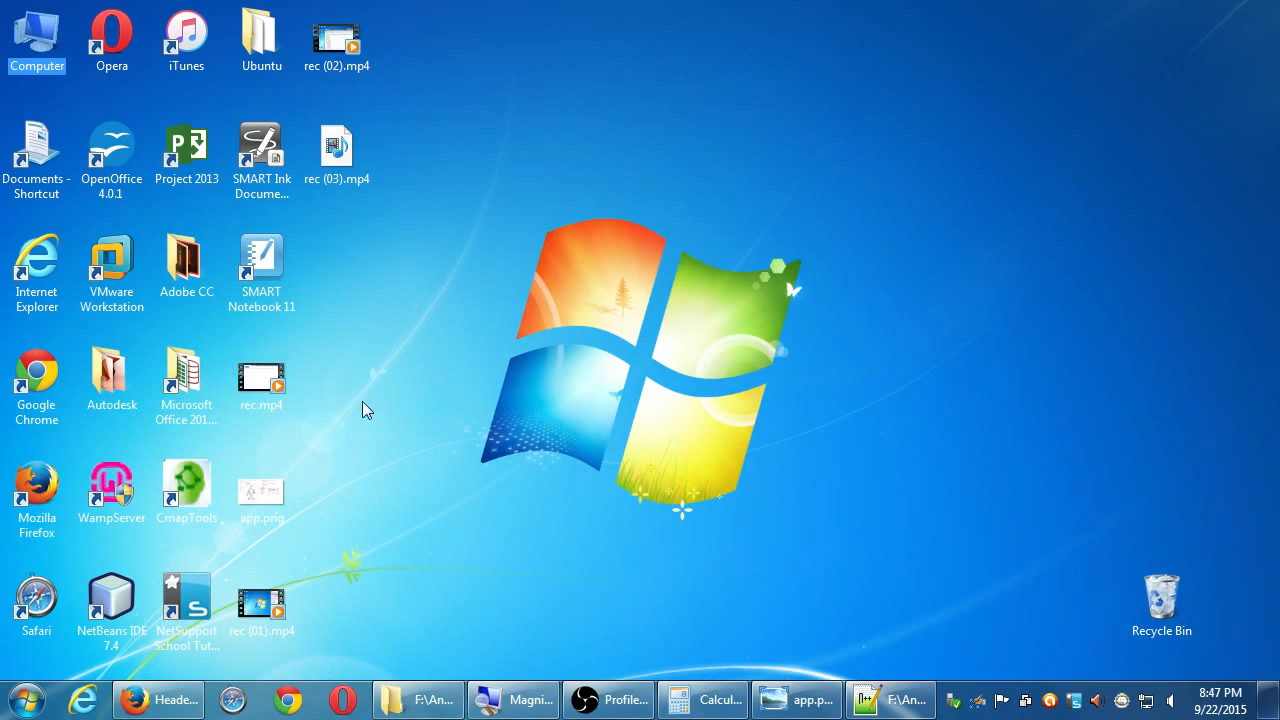 Computer
Opera
iTunes
Ubuntu
rec (02).mp4
Documents -
Shortcut
OpenOffice
4.0.1
Project 2013
SMART Ink
Docume...
rec (03).mp4
Internet
Explorer
VMware
Workstation
Adobe CC
SMART
Notebook 11
Google
Chrome
Autodesk
Microsoft
Office 201...
rec.mp4
Mozilla
Firefox
WampServer
CmapTools
app.png
Safari
NetBeans IDE
7.4
NetSupport
School Tut...
rec (01).mp4
Recycle Bin
Heade...
F:\An...
Magni...
Profile...
Calcul...
app.p...
F:\An...
8:47 PM
9/22/2015